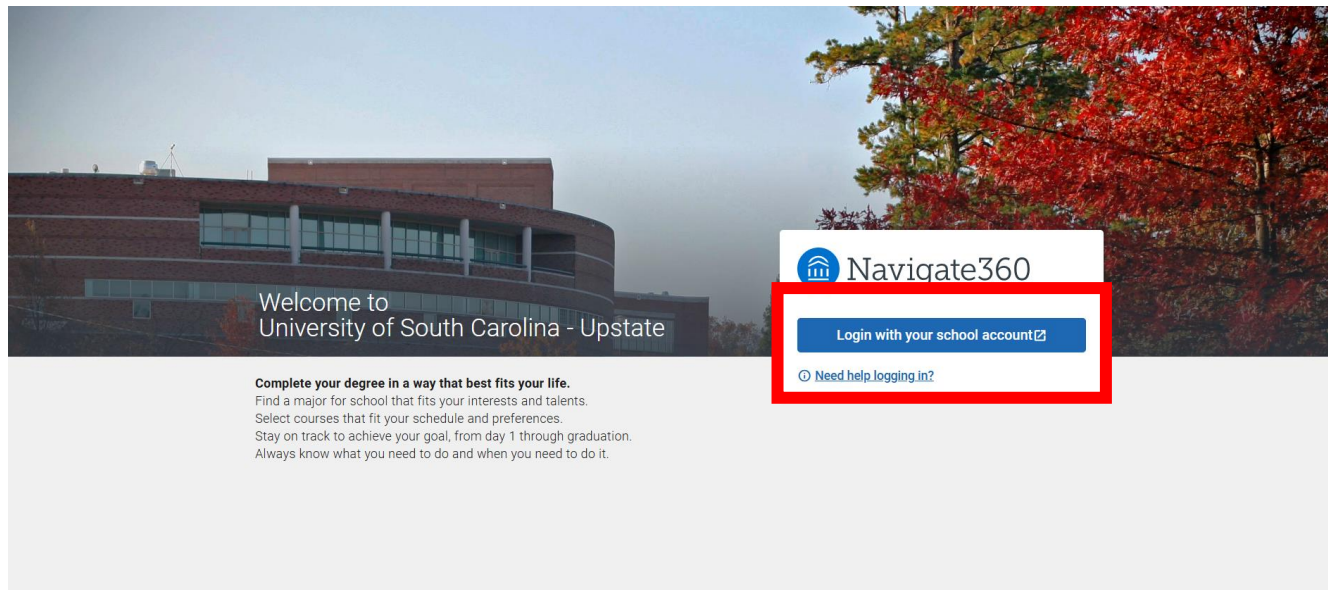 Navigate360
Welcome to
University of South Carolina - Upstate
Login with your school account
Need help logging in?
Complete your degree in a way that best fits your life.
Find a major for school that fits your interests and talents.
Select courses that fit your schedule and preferences.
Stay on track to achieve your goal, from day 1 through graduation.
Always know what you need to do and when you need to do it.